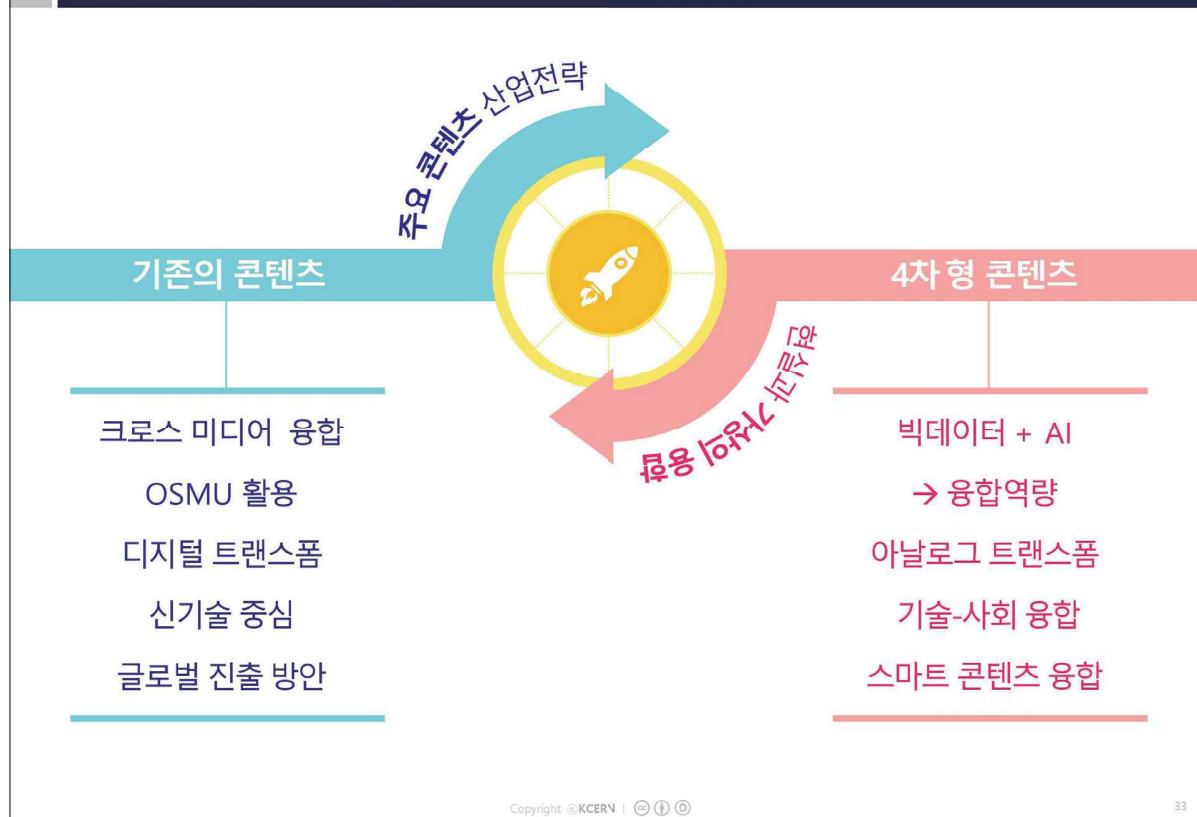 주요 콘텐츠 산업전략
기존의 콘텐츠
4차형 콘텐츠
현실과 가상의 융합
크로스 미디어 융합
OSMU 활용
디지털 트랜스폼
신기술 중심
글로벌 진출 방안
빅데이터 + AI
→ 융합역량
아날로그 트랜스폼
기술-사회 융합
스마트 콘텐츠 융합
Copyright ©KCERN |
33